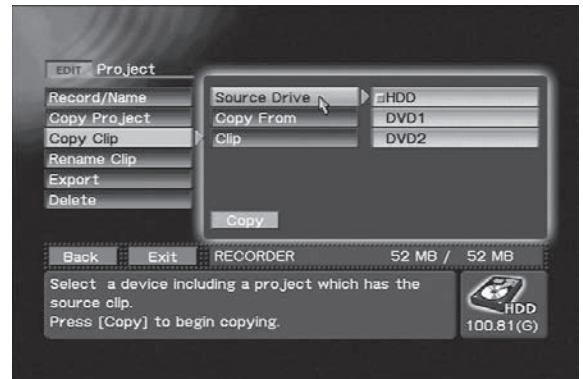 EDIT Project
Record/Name
Copy Project
Copy Clip
Rename Clip
Export
Delete
Source Drive
Copy From
Clip
HDD
DVD1
DVD2
Copy
Back Exit RECORDER 52 MB / 52 MB
Select a device including a project which has the
source clip.
Press [Copy] to begin copying.
HDD
100.81(G)